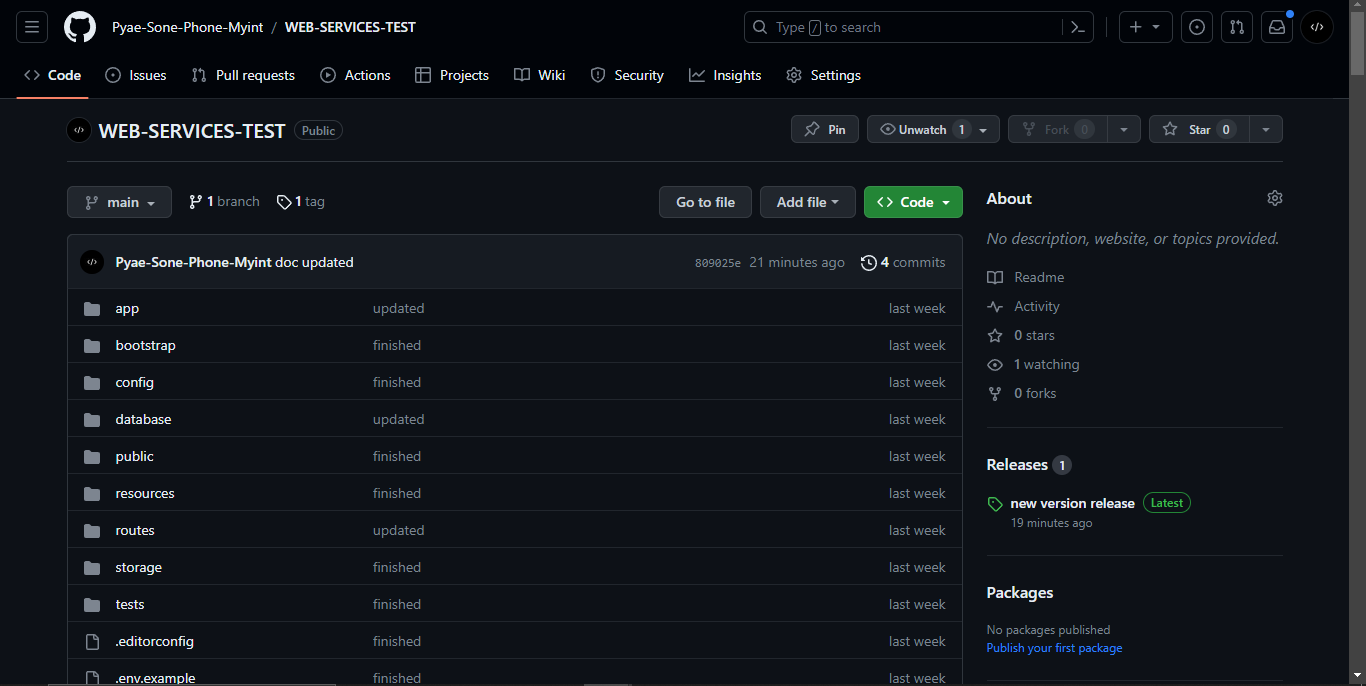 Pyae-Sone-Phone-Myint / WEB-SERVICES-TEST
Type / to search
Code Issues Pull requests Actions Projects Wiki Security Insights Settings
WEB-SERVICES-TEST Public
Pin Unwatch 1 Fork 0 Star 0
main 1 branch 1 tag Go to file Add file Code
Pyae-Sone-Phone-Myint doc updated 809025e 21 minutes ago 4 commits
app updated last week
bootstrap finished last week
config finished last week
database updated last week
public finished last week
resources finished last week
routes updated last week
storage finished last week
tests finished last week
.editorconfig finished last week
.env.example finished last week
About
No description, website, or topics provided.
Readme
Activity
0 stars
1 watching
0 forks
Releases 1
new version release Latest
19 minutes ago
Packages
No packages published
Publish your first package